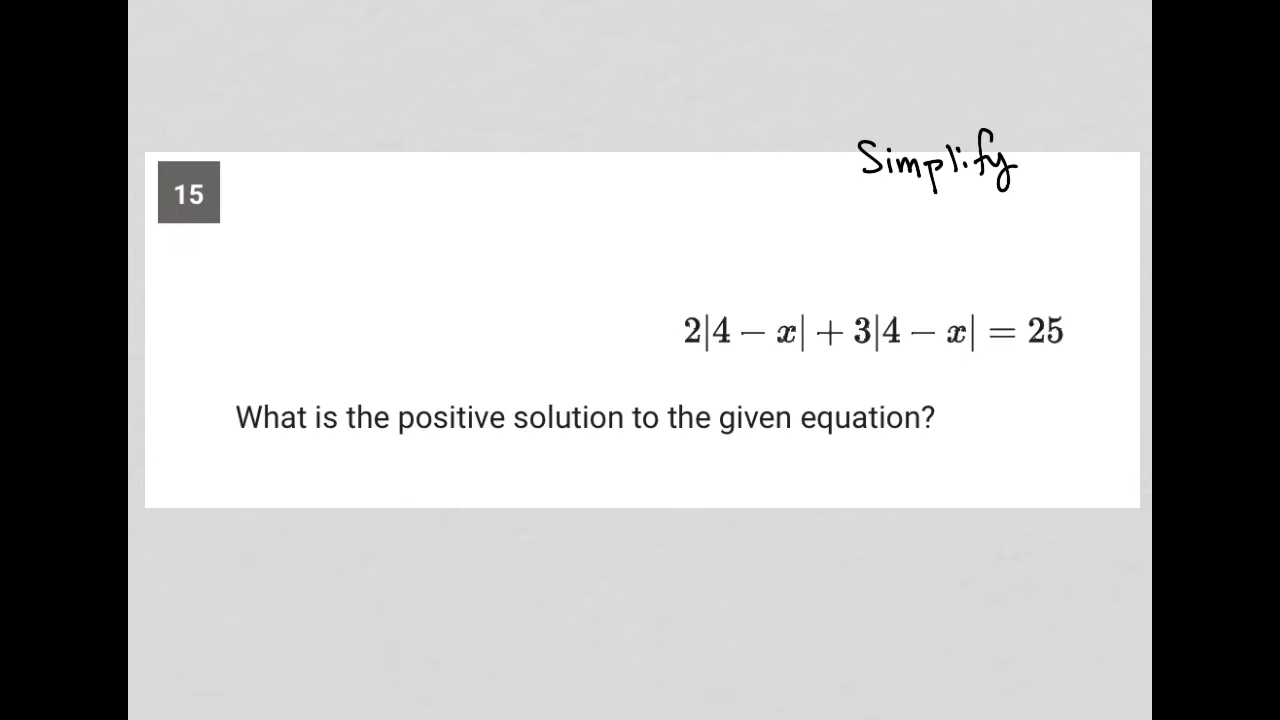 Simplify
15
2|4 − x| + 3|4 − x| = 25
What is the positive solution to the given equation?